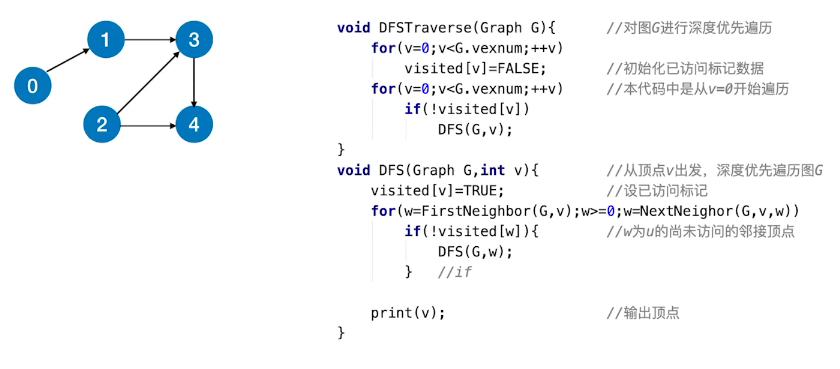 0
1
3
2
4
void DFSTraverse(Graph G){ //对图G进行深度优先遍历
for(v=0;v<G.vexnum;++v)
visited[v]=FALSE; //初始化已访问标记数据
for(v=0;v<G.vexnum;++v) //本代码中是从v=0开始遍历
if(!visited[v])
DFS(G,v);
}
void DFS(Graph G,int v){ //从顶点v出发，深度优先遍历图G
visited[v]=TRUE; //设已访问标记
for(w=FirstNeighbor(G,v);w>=0;w=NextNeighor(G,v,w))
if(!visited[w]){ //w为u的尚未访问的邻接顶点
DFS(G,w);
} //if
print(v); //输出顶点
}